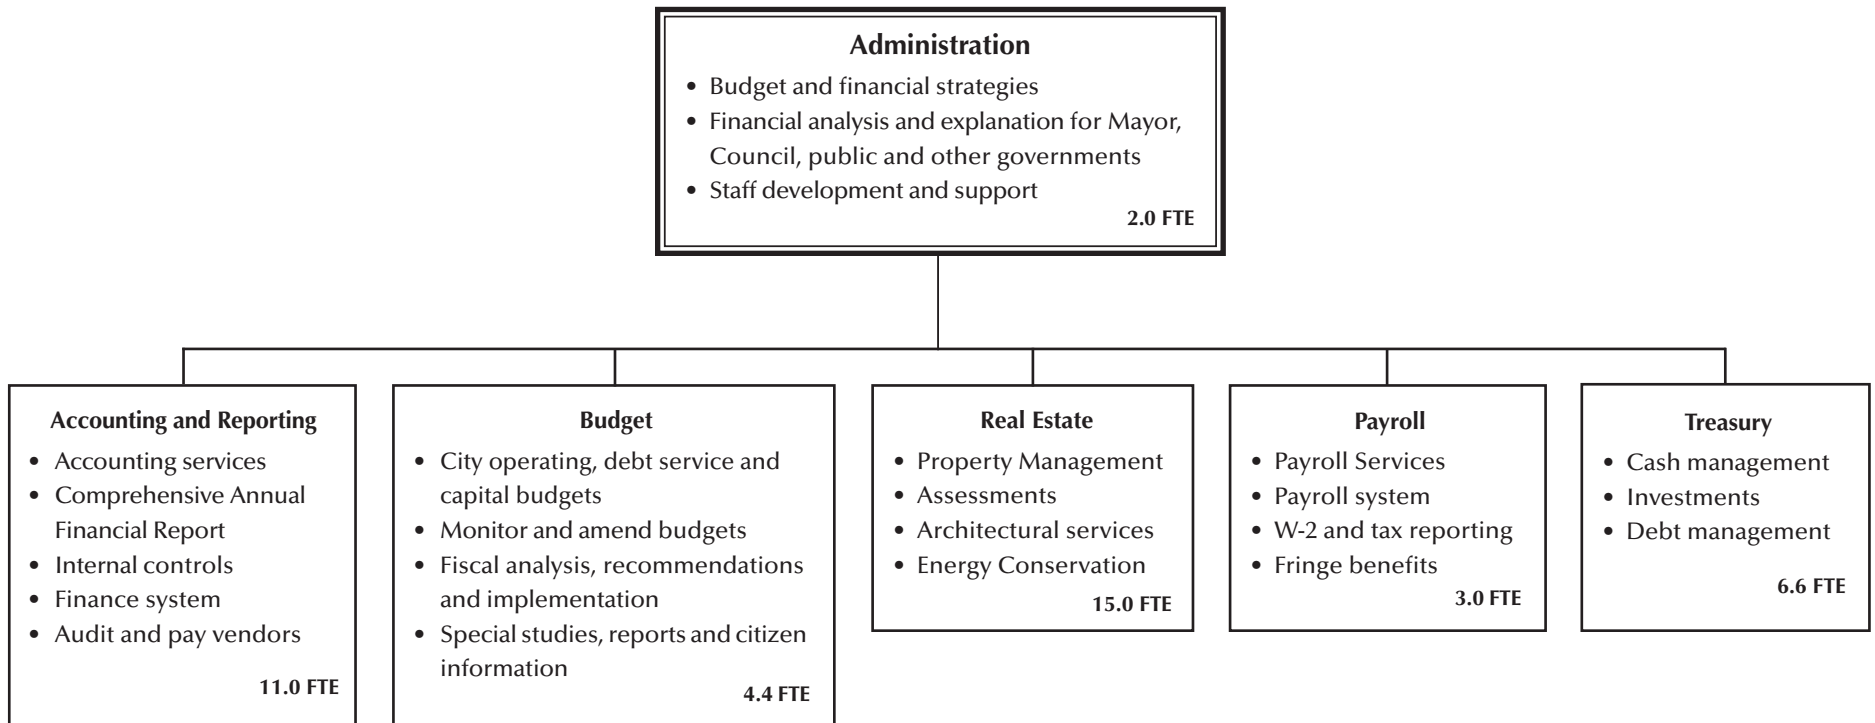 Administration
• Budget and financial strategies
• Financial analysis and explanation for Mayor,
Council, public and other governments
• Staff development and support
2.0 FTE
Accounting and Reporting
• Accounting services
• Comprehensive Annual
Financial Report
• Internal controls
• Finance system
• Audit and pay vendors
11.0 FTE
Budget
• City operating, debt service and
capital budgets
• Monitor and amend budgets
• Fiscal analysis, recommendations
and implementation
• Special studies, reports and citizen
information
4.4 FTE
Real Estate
• Property Management
• Assessments
• Architectural services
• Energy Conservation
15.0 FTE
Payroll
• Payroll Services
• Payroll system
• W-2 and tax reporting
• Fringe benefits
3.0 FTE
Treasury
• Cash management
• Investments
• Debt management
6.6 FTE